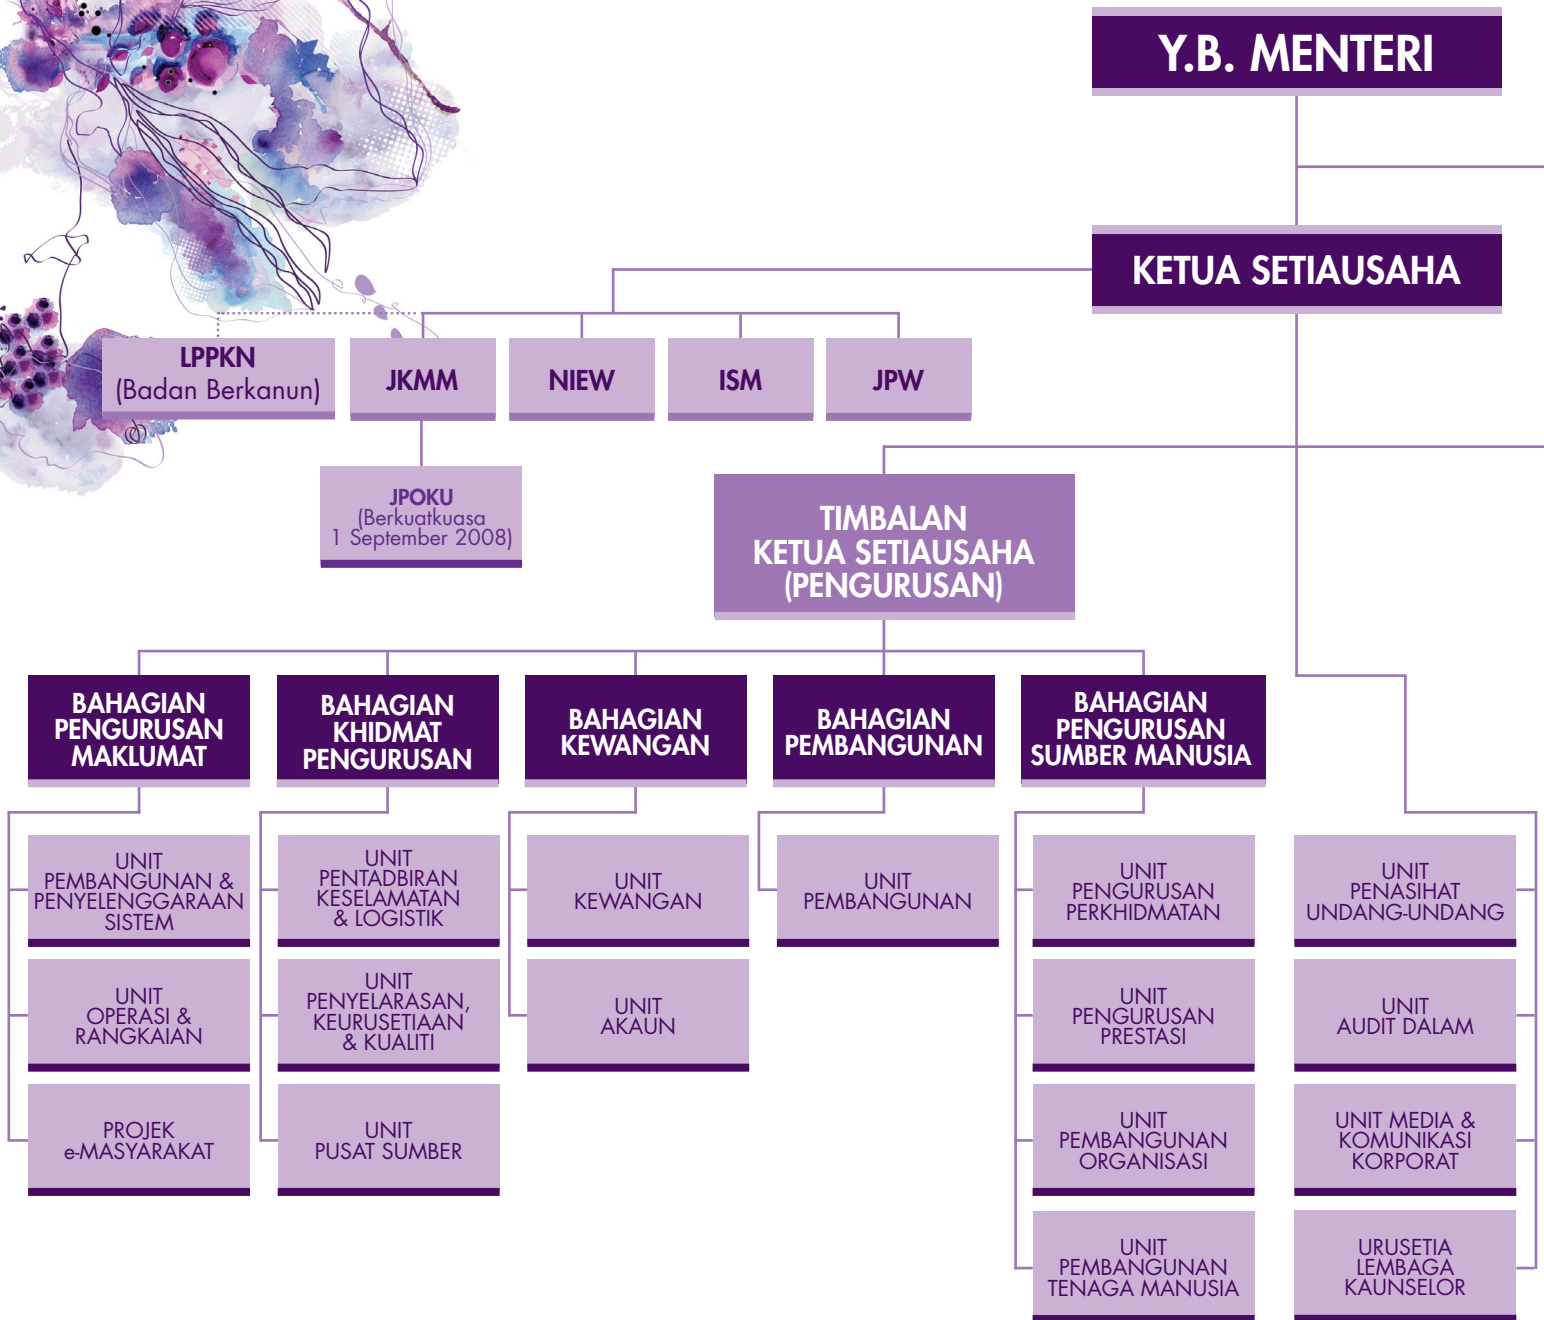 Y.B. MENTERI
KETUA SETIAUSAHA
LPPKN
(Badan Berkanun)
JKMM
NIEW
ISM
JPW
JPOKU
(Berkuatkuasa
1 September 2008)
TIMBALAN
KETUA SETIAUSAHA
(PENGURUSAN)
BAHAGIAN
PENGURUSAN
MAKLUMAT
BAHAGIAN
KHIDMAT
PENGURUSAN
BAHAGIAN
KEWANGAN
BAHAGIAN
PEMBANGUNAN
BAHAGIAN
PENGURUSAN
SUMBER MANUSIA
UNIT
PEMBANGUNAN &
PENYELENGGARAAN
SISTEM
UNIT
PENTADBIRAN
KESELAMATAN
& LOGISTIK
UNIT
KEWANGAN
UNIT
PEMBANGUNAN
UNIT
PENGURUSAN
PERKHIDMATAN
UNIT
PENASIHAT
UNDANG-UNDANG
UNIT
OPERASI &
RANGKAIAN
UNIT
PENYELARASAN,
KEURUSETIAAN
& KUALITI
UNIT
AKAUN
UNIT
PENGURUSAN
PRESTASI
UNIT
AUDIT DALAM
PROJEK
e-MASYARAKAT
UNIT
PUSAT SUMBER
UNIT
PEMBANGUNAN
ORGANISASI
UNIT MEDIA &
KOMUNIKASI
KORPORAT
UNIT
PEMBANGUNAN
TENAGA MANUSIA
URUSETIA
LEMBAGA
KAUNSELOR